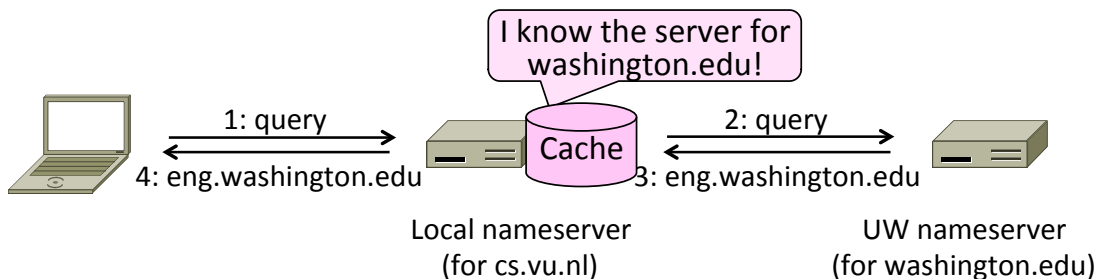 I know the server for
washington.edu!
1: query
Cache
2: query
4: eng.washington.edu
3: eng.washington.edu
Local nameserver
(for cs.vu.nl)
UW nameserver
(for washington.edu)